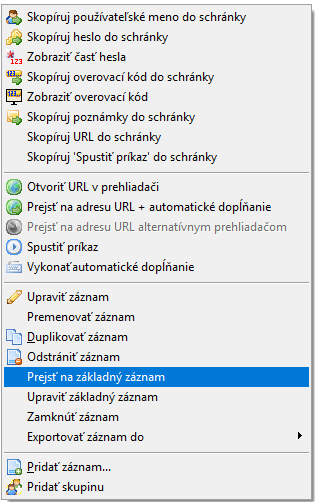 Skopíruj používateľské meno do schránky
Skopíruj heslo do schránky
Zobraziť časť hesla
Skopíruj overovací kód do schránky
Zobraziť overovací kód
Skopíruj poznámky do schránky
Skopíruj URL do schránky
Skopíruj 'Spustiť príkaz' do schránky
Otvoriť URL v prehliadači
Prejsť na adresu URL + automatické dopĺňanie
Prejsť na adresu URL alternatívnym prehliadačom
Spustiť príkaz
Vykonať automatické dopĺňanie
Upraviť záznam
Premenovať záznam
Duplikovať záznam
Odstrániť záznam
Prejsť na základný záznam
Upraviť základný záznam
Zamknúť záznam
Exportovať záznam do
Pridať záznam...
Pridať skupinu